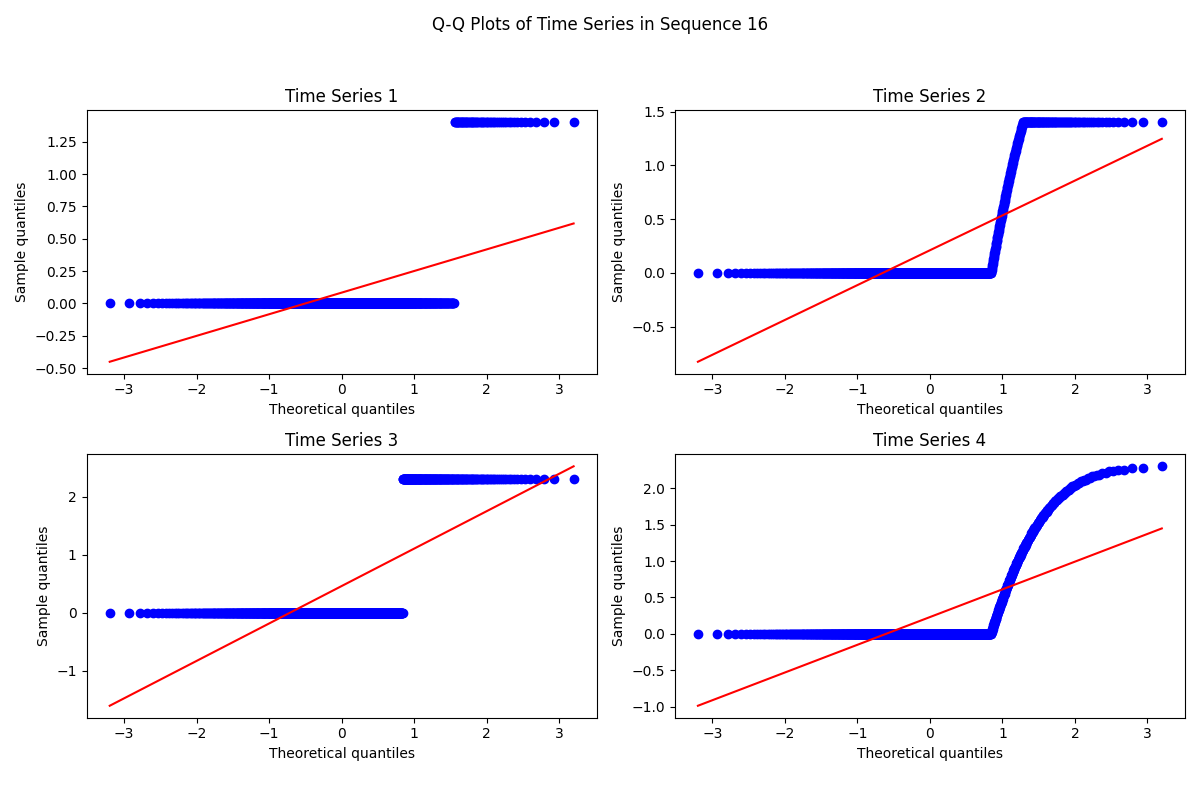 Q-Q Plots of Time Series in Sequence 16
Time Series 1
Sample quantiles
1.25
1.00
0.75
0.50
0.25
0.00
−0.25
−0.50
−3 −2 −1 0 1 2 3
Theoretical quantiles
Time Series 2
Sample quantiles
1.5
1.0
0.5
0.0
−0.5
−3 −2 −1 0 1 2 3
Theoretical quantiles
Time Series 3
Sample quantiles
2
1
0
−1
−3 −2 −1 0 1 2 3
Theoretical quantiles
Time Series 4
Sample quantiles
2.0
1.5
1.0
0.5
0.0
−0.5
−1.0
−3 −2 −1 0 1 2 3
Theoretical quantiles